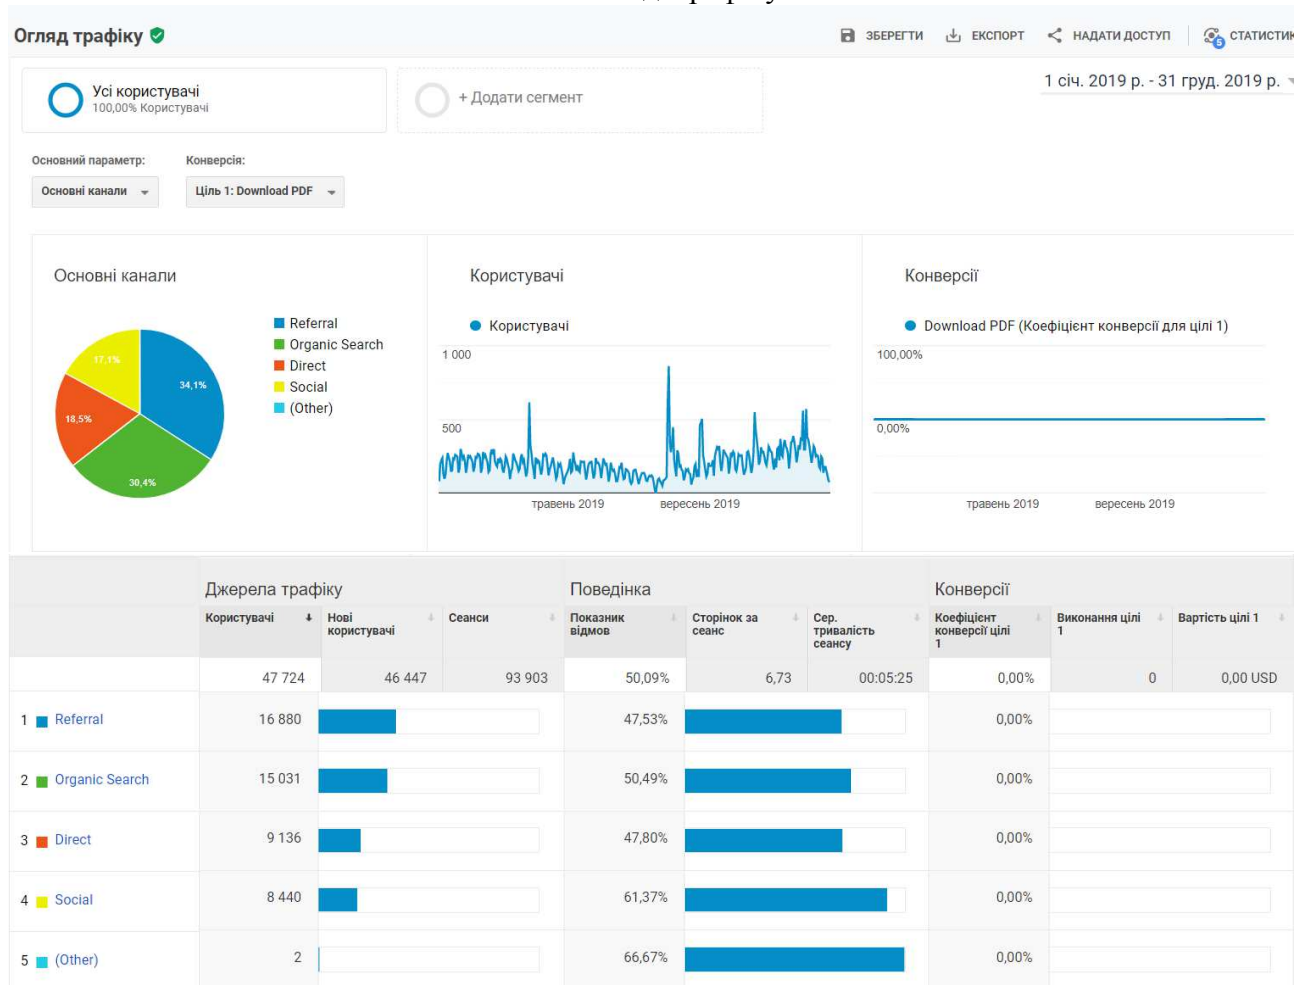 Огляд трафіку
ЗБЕРЕГТИ
ЕКСПОРТ
НАДАТИ ДОСТУП
5
СТАТИСТИК
Усі користувачі
100,00% Користувачі
+ Додати сегмент
1 січ. 2019 р. - 31 груд. 2019 р.
Основний параметр:
Конверсія:
Основні канали
Ціль 1: Download PDF
Основні канали
Referral
Organic Search
Direct
Social
(Other)
17,1%
34,1%
18,5%
30,4%
Користувачі
Користувачі
1 000
500
травень 2019
вересень 2019
Конверсії
Download PDF (Коефіцієнт конверсії для цілі 1)
100,00%
0,00%
травень 2019
вересень 2019
Джерела трафіку
Поведінка
Конверсії
Користувачі
Нові користувачі
Сеанси
Показник відмов
Сторінок за сеанс
Сер. тривалість сеансу
Коефіцієнт конверсії цілі 1
Виконання цілі 1
Вартість цілі 1
47 724 46 447 93 903 50,09% 6,73 00:05:25 0,00% 0 0,00 USD
1 Referral 16 880 47,53% 0,00%
2 Organic Search 15 031 50,49% 0,00%
3 Direct 9 136 47,80% 0,00%
4 Social 8 440 61,37% 0,00%
5 (Other) 2 66,67% 0,00%